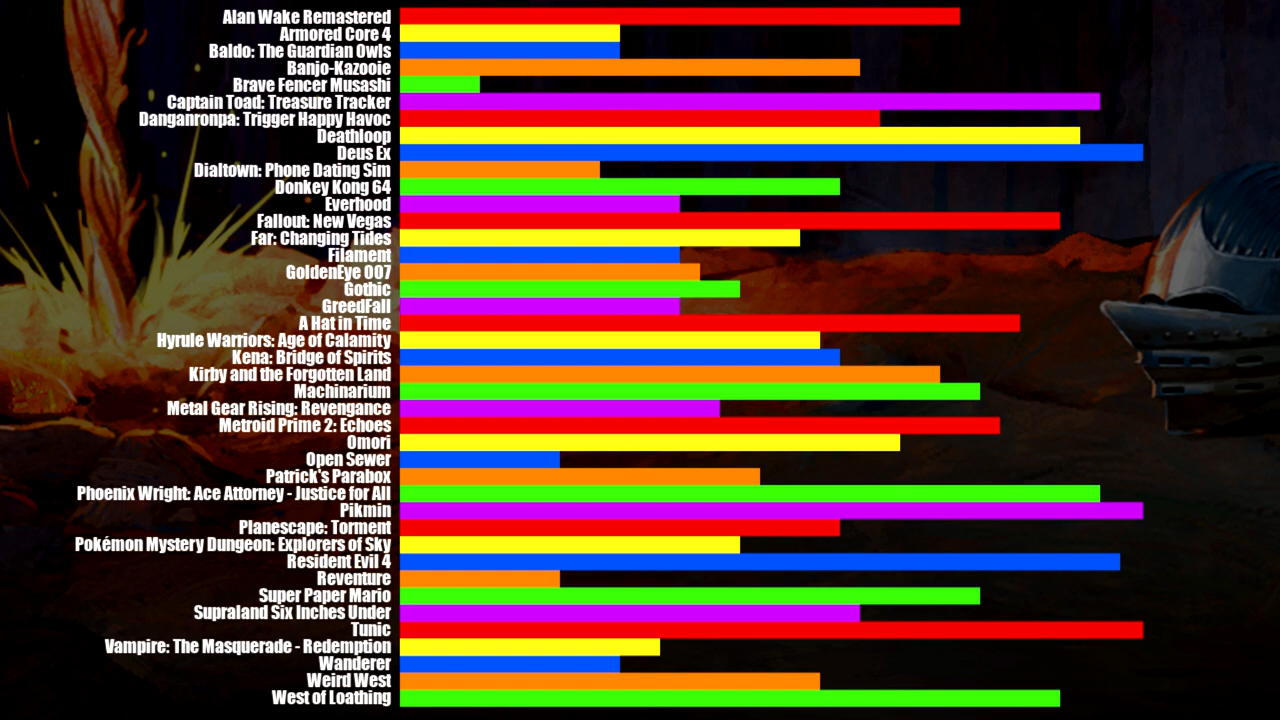 Alan Wake Remastered
Armored Core 4
Baldo: The Guardian Owls
Banjo-Kazooie
Brave Fencer Musashi
Captain Toad: Treasure Tracker
Danganronpa: Trigger Happy Havoc
Deathloop
Deus Ex
Dialtown: Phone Dating Sim
Donkey Kong 64
Everhood
Fallout: New Vegas
Far: Changing Tides
Filament
GoldenEye 007
Gothic
GreedFall
A Hat in Time
Hyrule Warriors: Age of Calamity
Kena: Bridge of Spirits
Kirby and the Forgotten Land
Machinarium
Metal Gear Rising: Revengance
Metroid Prime 2: Echoes
Omori
Open Sewer
Patrick's Parabox
Phoenix Wright: Ace Attorney - Justice for All
Pikmin
Planescape: Torment
Pokémon Mystery Dungeon: Explorers of Sky
Resident Evil 4
Reventure
Super Paper Mario
Supraland Six Inches Under
Tunic
Vampire: The Masquerade - Redemption
Wanderer
Weird West
West of Loathing